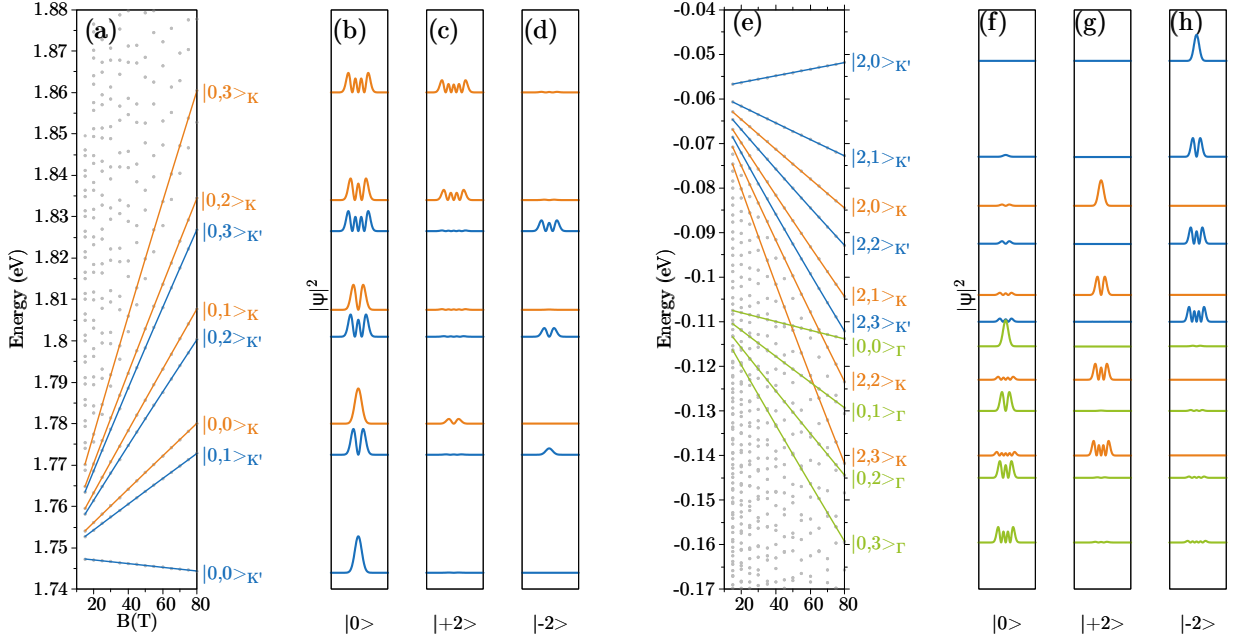 (a)
Energy (eV)
1.88
1.87
1.86
1.85
1.84
1.83
1.82
1.81
1.8
1.79
1.78
1.77
1.76
1.75
1.74
20
40
60
80
B(T)
|0,3>K
|0,2>K
|0,3>K'
|0,1>K
|0,2>K'
|0,0>K
|0,1>K'
|0,0>K'
|ψ|²
(b)
|0>
(c)
|+2>
(d)
|-2>
(e)
Energy (eV)
-0.04
-0.05
-0.06
-0.07
-0.08
-0.09
-0.1
-0.11
-0.12
-0.13
-0.14
-0.15
-0.16
-0.17
20
40
60
80
B(T)
|2,0>K'
|2,1>K'
|2,0>K
|2,2>K'
|2,1>K
|2,3>K'
|0,0>Γ
|2,2>K
|0,1>Γ
|2,3>K
|0,2>Γ
|0,3>Γ
|ψ|²
(f)
|0>
(g)
|+2>
(h)
|-2>